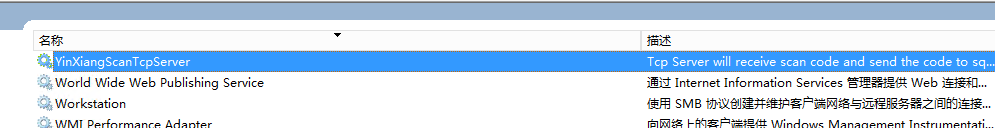 名称 描述
YinXiangScanTcpServer Tcp Server will receive scan code and send the code to sq...
World Wide Web Publishing Service 通过 Internet Information Services 管理器提供 Web 连接和...
Workstation 使用 SMB 协议创建并维护客户端网络与远程服务器之间的连接...
WMI Performance Adapter 向网络上的客户端提供 Windows Management Instrumentati...